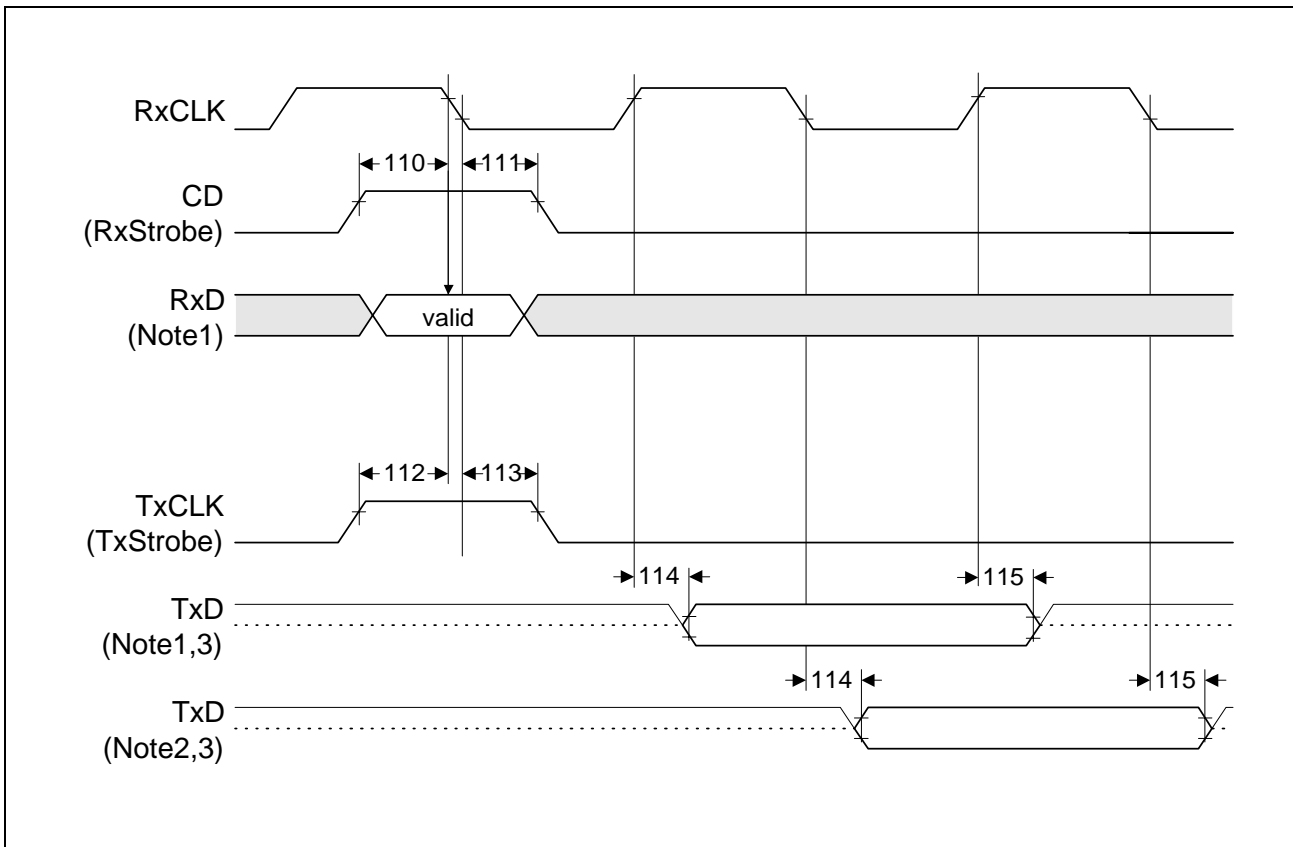 RxCLK
110
111
CD
(RxStrobe)
RxD
(Note1)
valid
112
113
TxCLK
(TxStrobe)
114
115
TxD
(Note1,3)
114
115
TxD
(Note2,3)